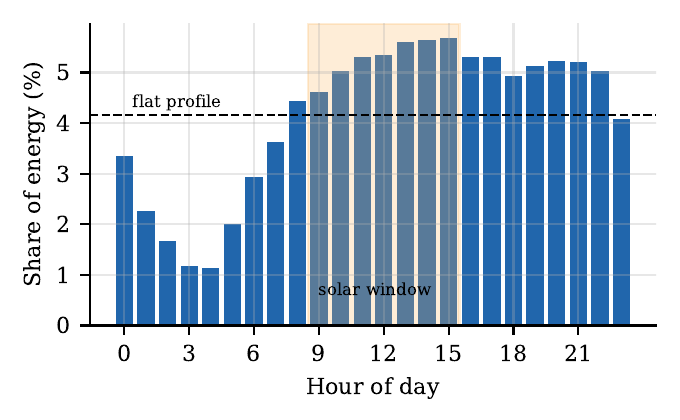 Share of energy (%)
5
4
3
2
1
0
flat profile
solar window
0 3 6 9 12 15 18 21
Hour of day